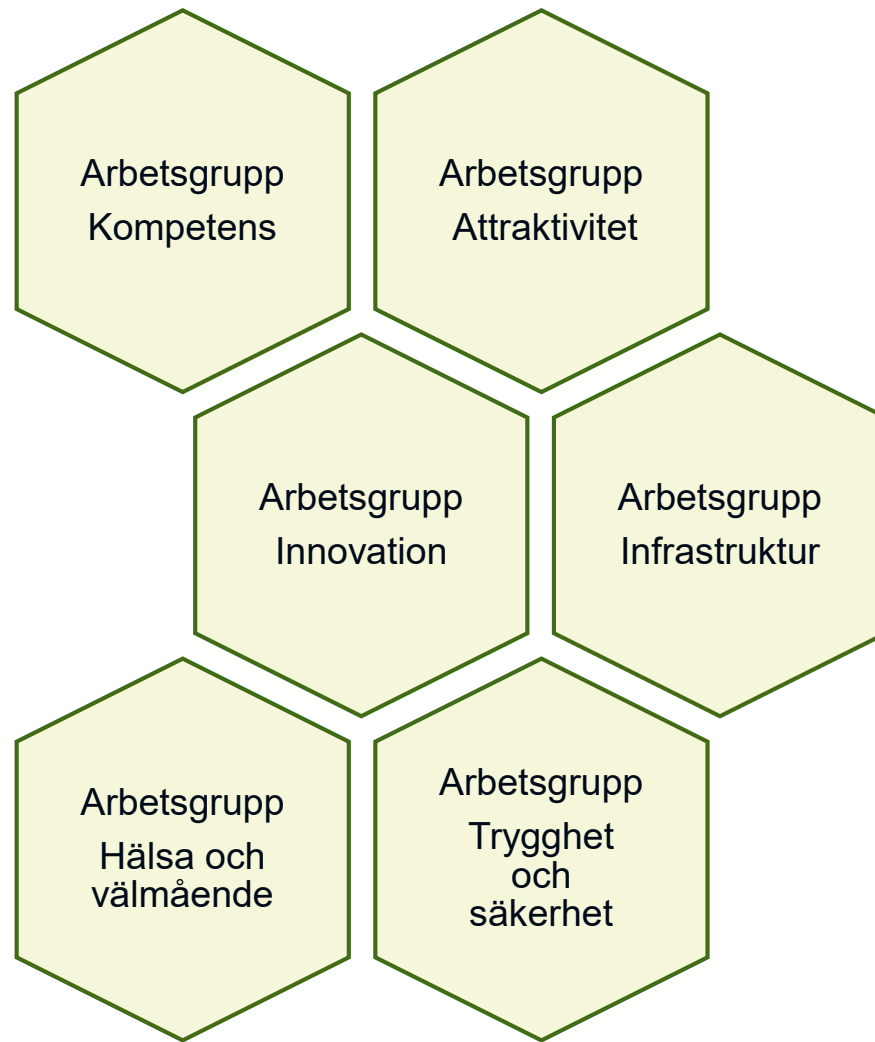 Arbetsgrupp
Kompetens
Arbetsgrupp
Attraktivitet
Arbetsgrupp
Innovation
Arbetsgrupp
Infrastruktur
Arbetsgrupp
Hälsa och
välmående
Arbetsgrupp
Trygghet
och
säkerhet